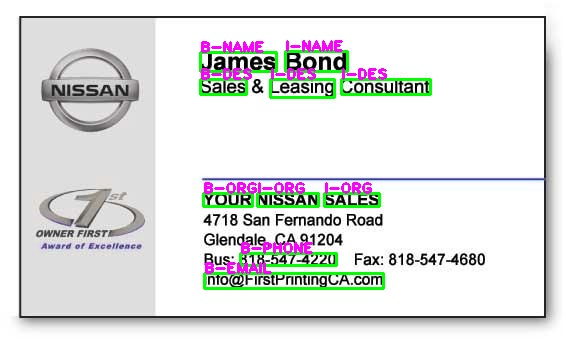 NISSAN
1st
OWNER FIRST
Award of Excellence
B-NAME I-NAME
James Bond
B-DES I-DES I-DES
Sales & Leasing Consultant
B-ORG I-ORG I-ORG
YOUR NISSAN SALES
4718 San Fernando Road
Glendale, CA 91204
B-PHONE
Bus: 818-547-4220 Fax: 818-547-4680
B-EMAIL
info@FirstPrintingCA.com